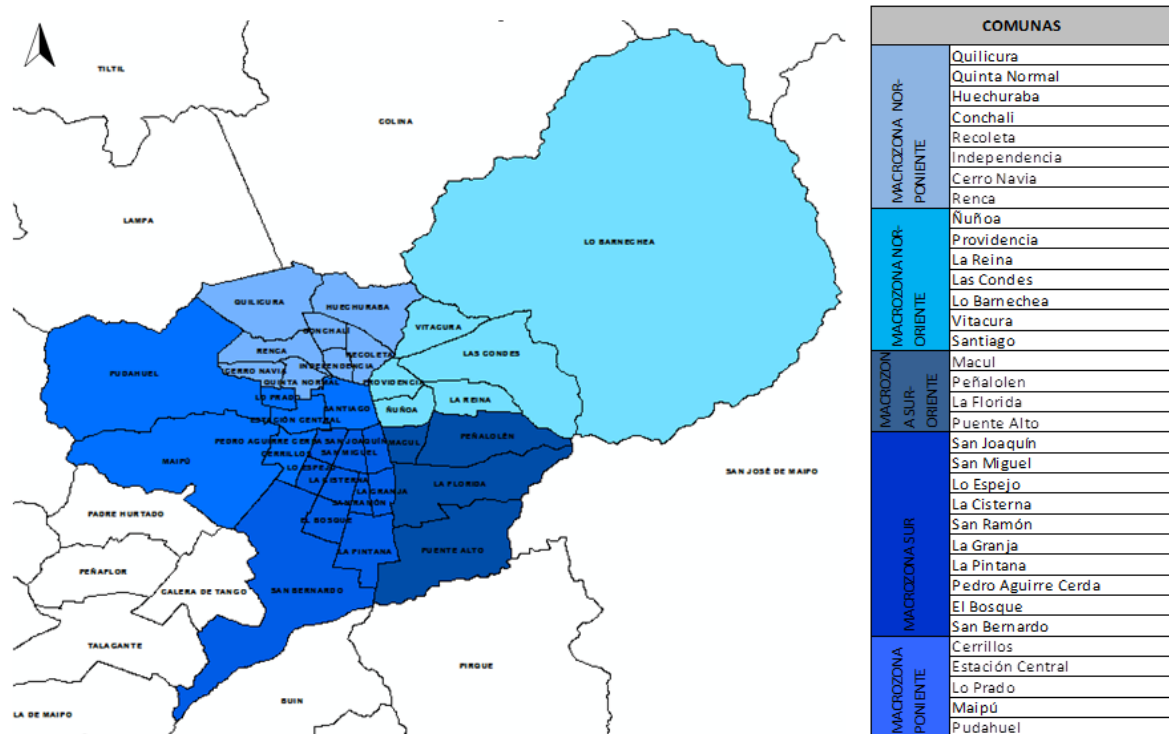 TILTIL
COLINA
LAMPA
LO BARNECHEA
QUILICURA
HUECHURABA
CONCHALÍ
VITACURA
RENCA
RECOLETA
LAS CONDES
CERRO NAVIA
INDEPENDENCIA
PUDAHUEL
QUINTA NORMAL
PROVIDENCIA
LO PRADO
LA REINA
SANTIAGO
ÑUÑOA
ESTACIÓN CENTRAL
PEDRO AGUIRRE CERDA
SAN JOAQUÍN
MACUL
PEÑALOLÉN
CERRILLOS
SAN MIGUEL
MAIPÚ
LO ESPEJO
SAN JOSÉ DE MAIPO
LA CISTERNA
LA GRANJA
LA FLORIDA
SAN RAMÓN
PADRE HURTADO
EL BOSQUE
LA PINTANA
PUENTE ALTO
PEÑAFLOR
CALERA DE TANGO
SAN BERNARDO
TALAGANTE
PIRQUE
BUIN
LA DE MAIPO
COMUNAS
MACROZONA NOR-
PONIENTE
Quilicura
Quinta Normal
Huechuraba
Conchali
Recoleta
Independencia
Cerro Navia
Renca
MACROZONA NOR-
ORIENTE
Ñuñoa
Providencia
La Reina
Las Condes
Lo Barnechea
Vitacura
Santiago
MACROZON
A SUR-
ORIENTE
Macul
Peñalolen
La Florida
Puente Alto
MACROZONA SUR
San Joaquín
San Miguel
Lo Espejo
La Cisterna
San Ramón
La Granja
La Pintana
Pedro Aguirre Cerda
El Bosque
San Bernardo
MACROZONA
PONIENTE
Cerrillos
Estación Central
Lo Prado
Maipú
Pudahuel